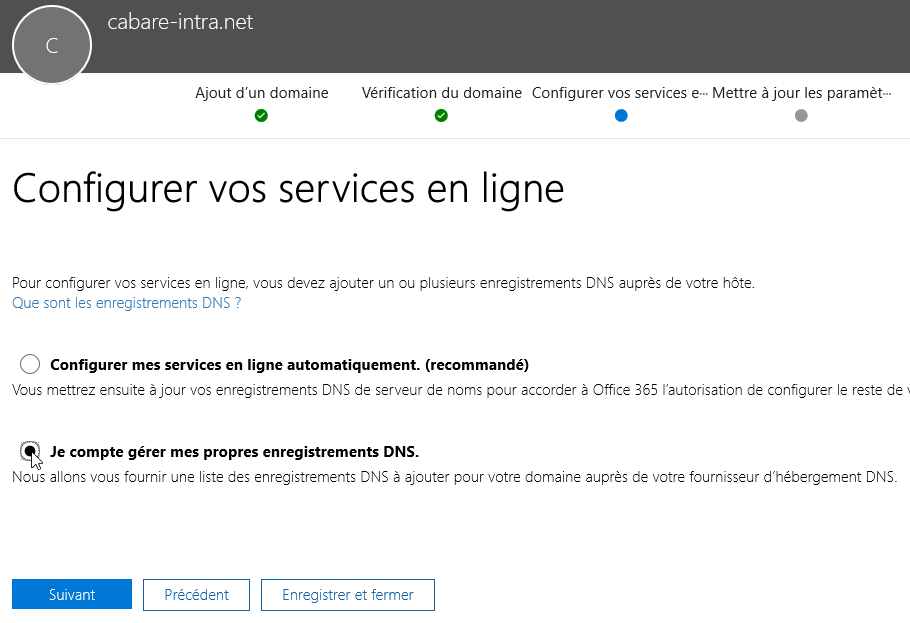 C
cabare-intra.net
Ajout d'un domaine
Vérification du domaine
Configurer vos services e...
Mettre à jour les paramèt...
Configurer vos services en ligne
Pour configurer vos services en ligne, vous devez ajouter un ou plusieurs enregistrements DNS auprès de votre hôte.
Que sont les enregistrements DNS ?
Configurer mes services en ligne automatiquement. (recommandé)
Vous mettrez ensuite à jour vos enregistrements DNS de serveur de noms pour accorder à Office 365 l'autorisation de configurer le reste de
Je compte gérer mes propres enregistrements DNS.
Nous allons vous fournir une liste des enregistrements DNS à ajouter pour votre domaine auprès de votre fournisseur d'hébergement DNS.
Suivant
Précédent
Enregistrer et fermer